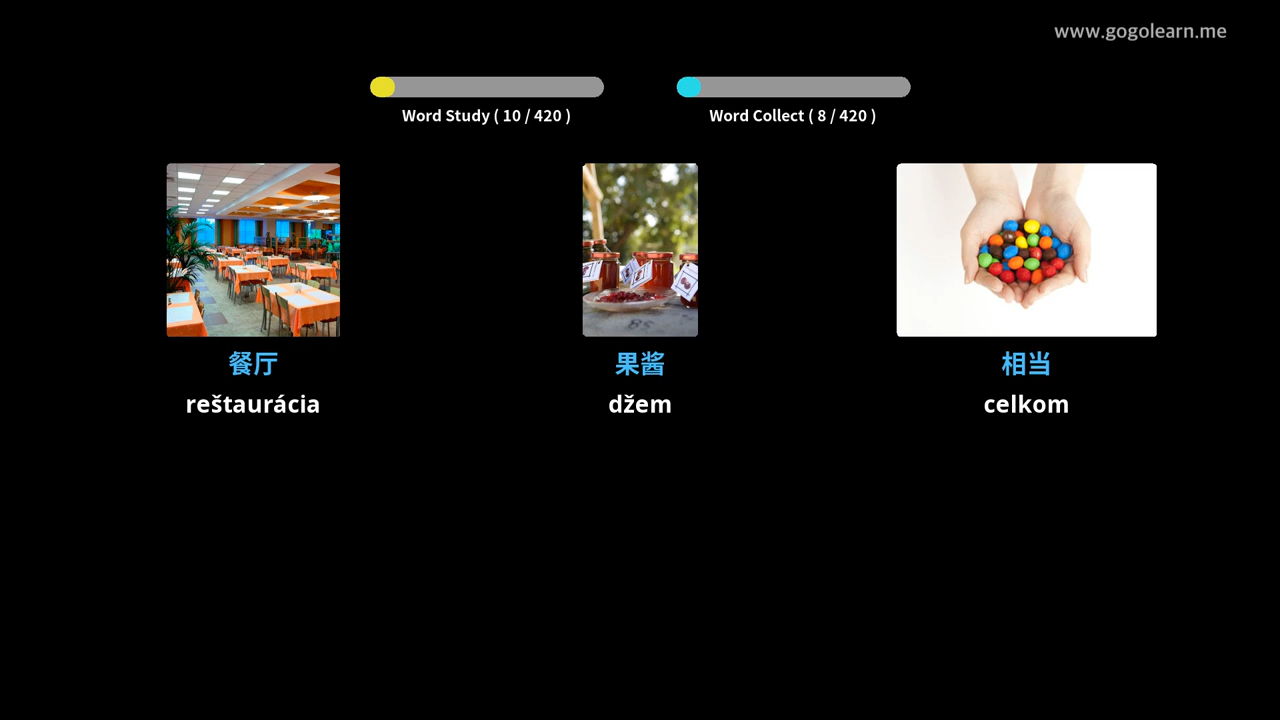 www.gogolearn.me
Word Study ( 10 / 420 )
Word Collect ( 8 / 420 )
餐厅
果酱
相当
reštaurácia
džem
celkom